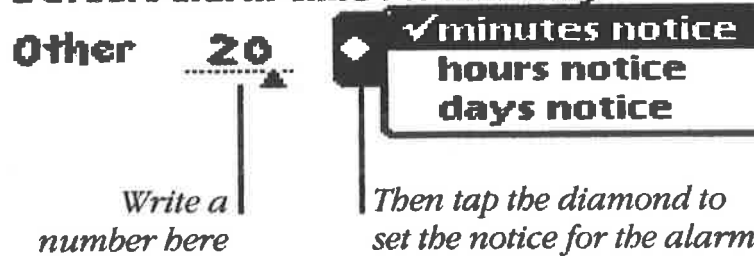 Other 20 ✓minutes notice
hours notice
days notice
Write a
number here
Then tap the diamond to
set the notice for the alarm